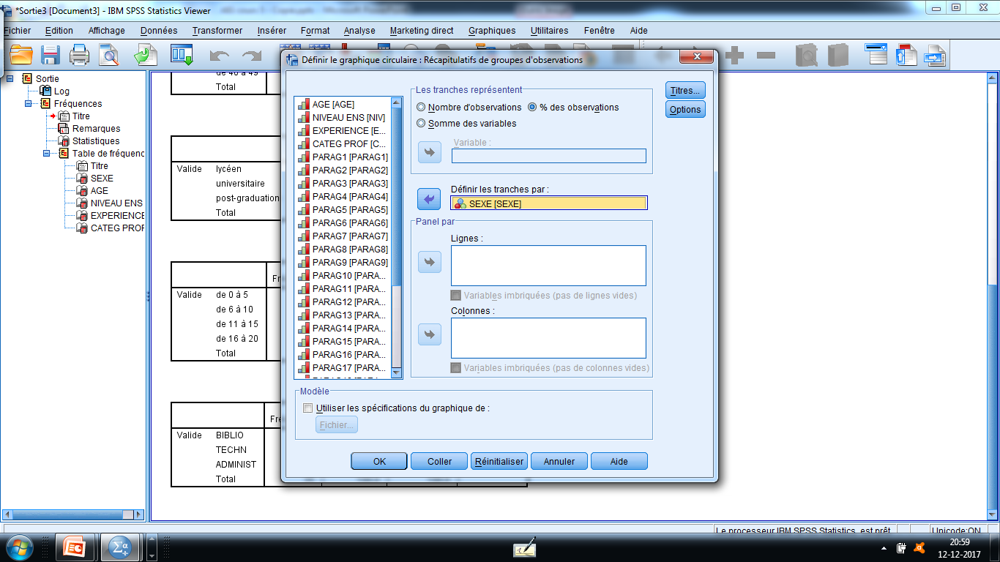 *Sortie3 [Document3] - IBM SPSS Statistics Viewer
Fichier Edition Affichage Données Transformer Insérer Format Analyse Marketing direct Graphiques Utilitaires Fenêtre Aide
Sortie
Log
Fréquences
Titre
Remarques
Statistiques
Table de fréquenc
Titre
SEXE
AGE
NIVEAU ENS
EXPERIENCE
CATEG PROF
de 40 à 49
Total
Valide lycéen
universitaire
post-graduation
Total
Fr
Valide de 0 à 5
de 6 à 10
de 11 à 15
de 16 à 20
Total
Fre
Valide BIBLIO
TECHN
ADMINIST
Total
Définir le graphique circulaire : Récapitulatifs de groupes d'observations
AGE [AGE]
NIVEAU ENS [NIV]
EXPERIENCE [E...
CATEG PROF [C...
PARAG1 [PARAG1]
PARAG2 [PARAG2]
PARAG3 [PARAG3]
PARAG4 [PARAG4]
PARAG5 [PARAG5]
PARAG6 [PARAG6]
PARAG7 [PARAG7]
PARAG8 [PARAG8]
PARAG9 [PARAG9]
PARAG10 [PARA...
PARAG11 [PARA...
PARAG12 [PARA...
PARAG13 [PARA...
PARAG14 [PARA...
PARAG15 [PARA...
PARAG16 [PARA...
PARAG17 [PARA...
Les tranches représentent
Nombre d'observations % des observations
Somme des variables
Variable :
Définir les tranches par :
SEXE [SEXE]
Panel par
Lignes :
Variables imbriquées (pas de lignes vides)
Colonnes :
Variables imbriquées (pas de colonnes vides)
Titres...
Options
Modèle
Utiliser les spécifications du graphique de :
Fichier...
OK Coller Réinitialiser Annuler Aide
Le processeur IBM SPSS Statistics est prêt Unicode:ON
20:59
12-12-2017